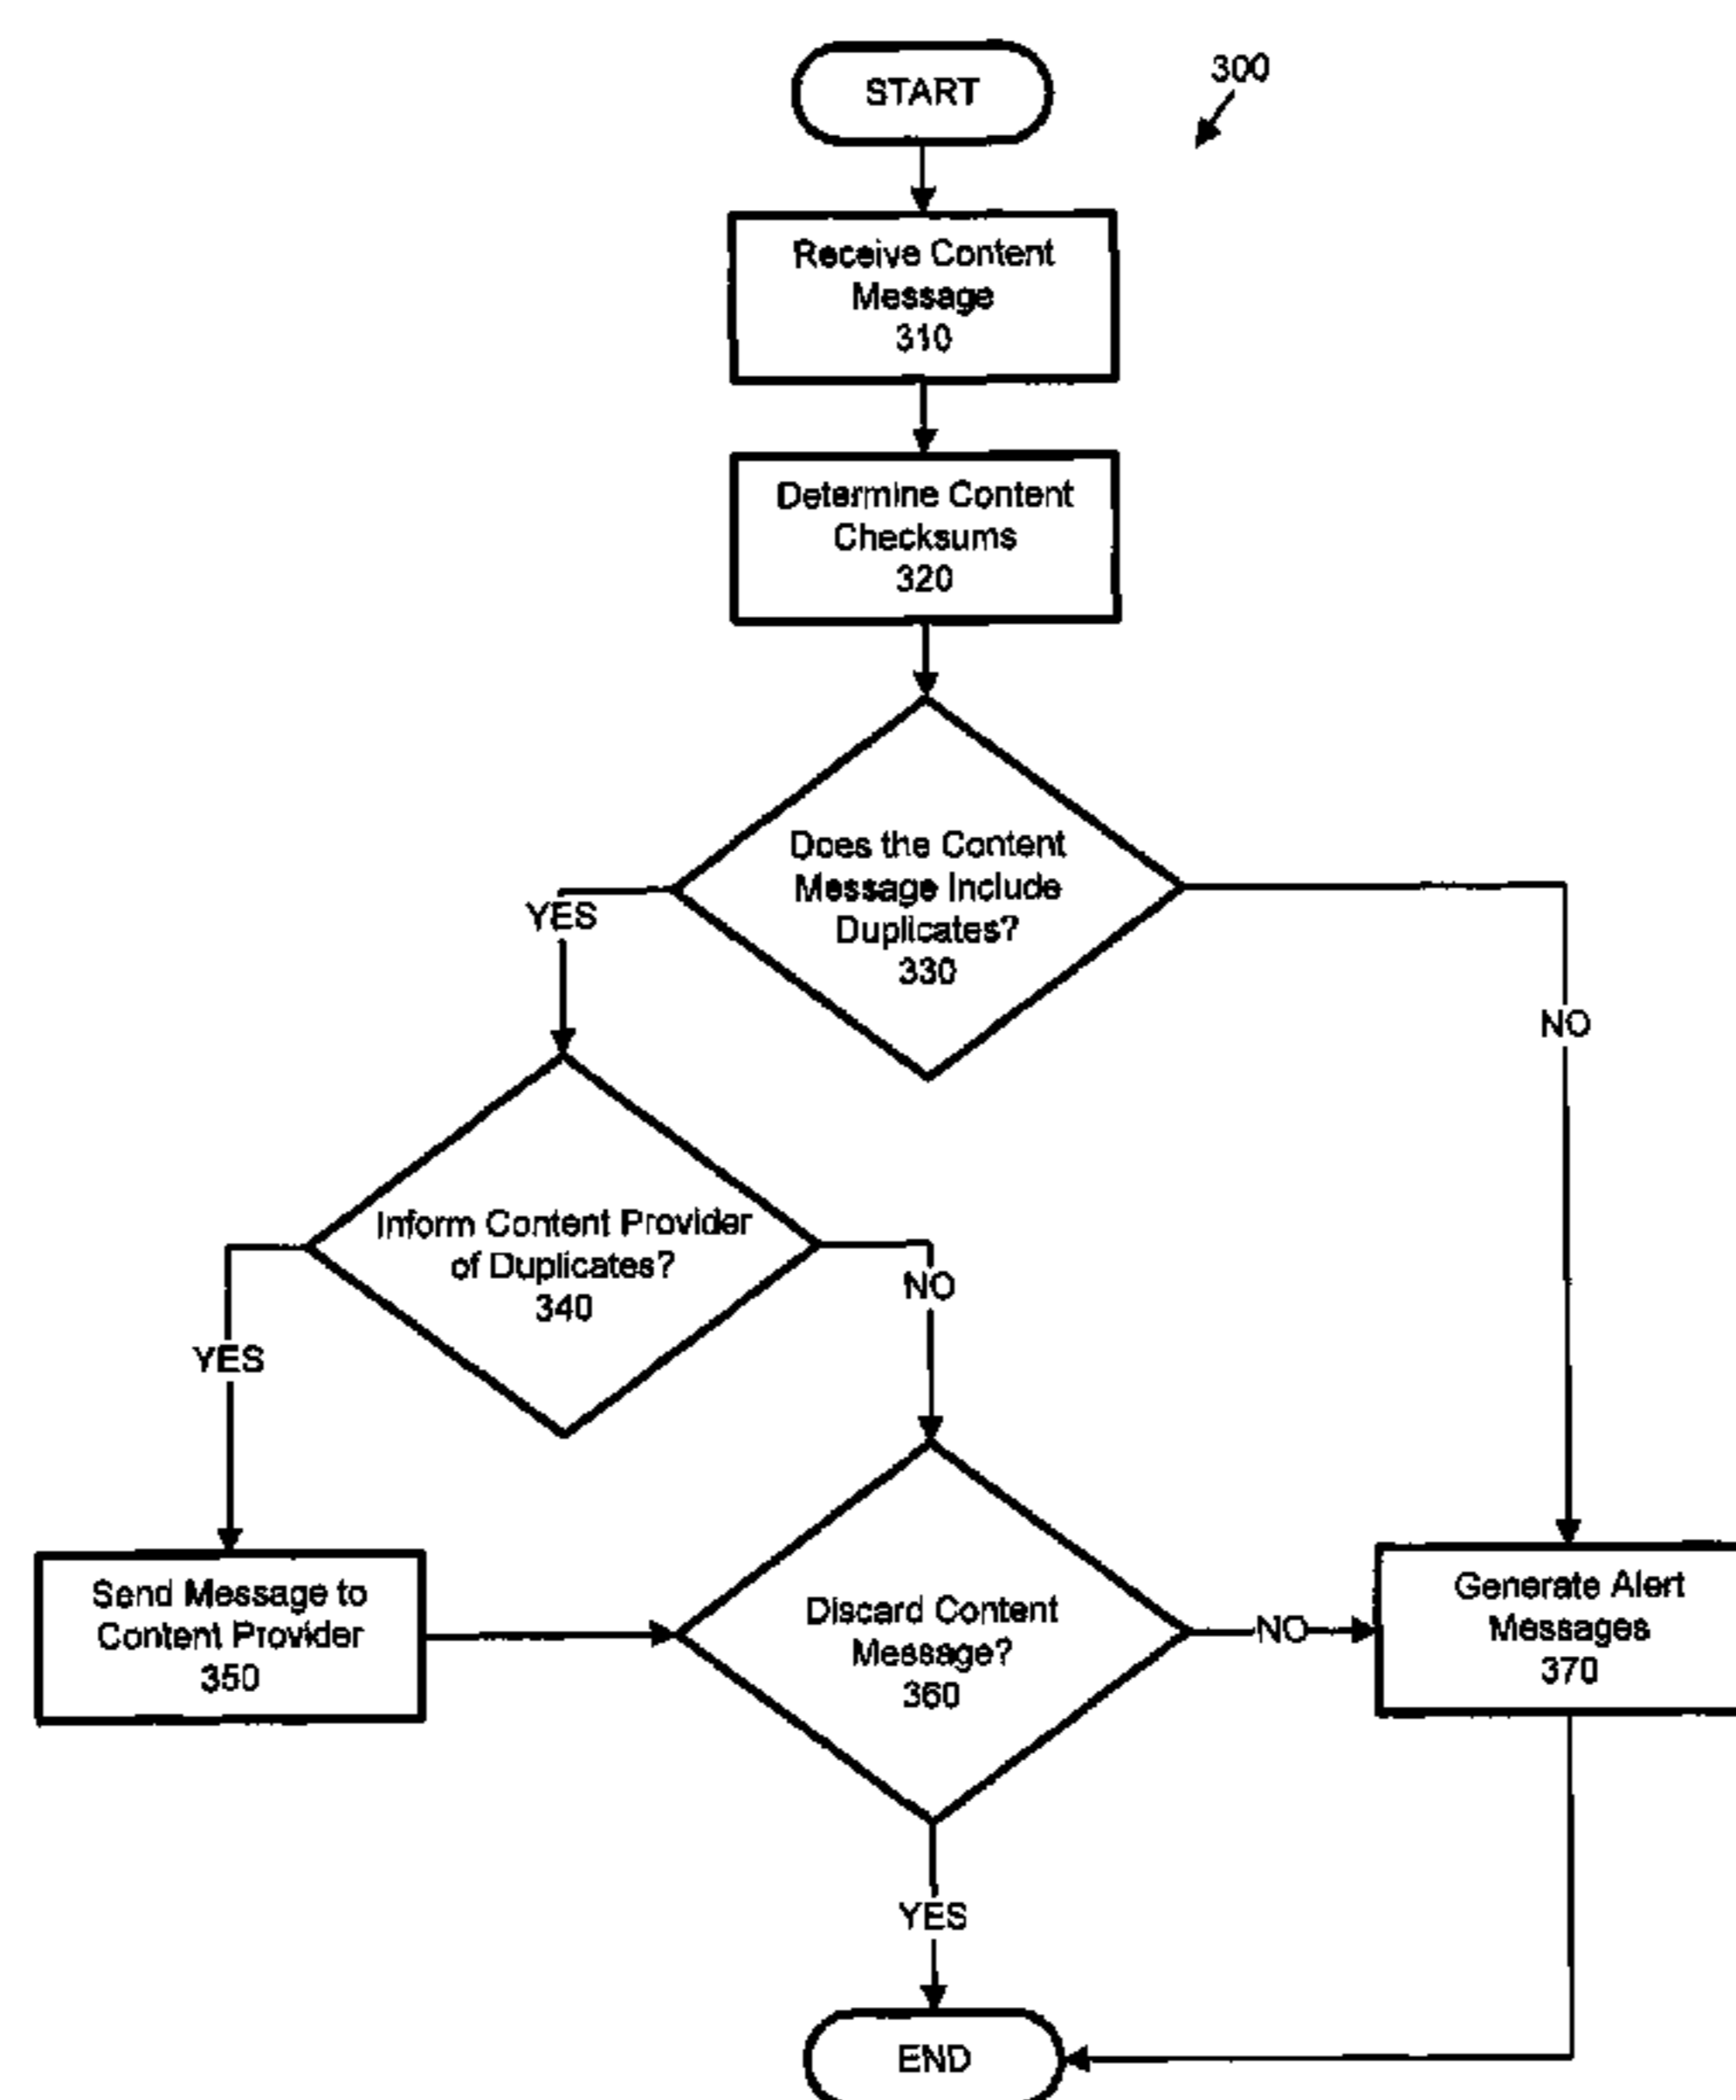 START
300
Receive Content
Message
310
Determine Content
Checksums
320
Does the Content
Message Include
Duplicates?
330
YES
NO
Inform Content Provider
of Duplicates?
340
NO
YES
Send Message to
Content Provider
350
Discard Content
Message?
360
NO
Generate Alert
Messages
370
YES
END